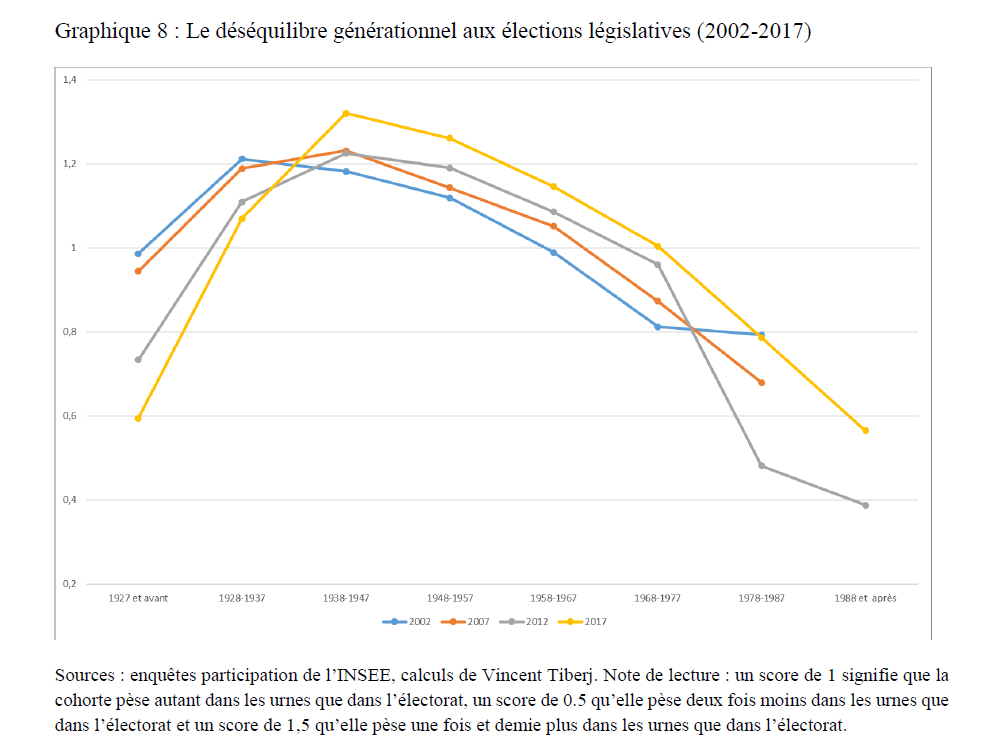 Graphique 8 : Le déséquilibre générationnel aux élections législatives (2002-2017)
1,4
1,2
1
0,8
0,6
0,4
0,2
1927 et avant 1928-1937 1938-1947 1948-1957 1958-1967 1968-1977 1978-1987 1988 et après
2002 2007 2012 2017
Sources : enquêtes participation de l’INSEE, calculs de Vincent Tiberj. Note de lecture : un score de 1 signifie que la
cohorte pèse autant dans les urnes que dans l’électorat, un score de 0.5 qu’elle pèse deux fois moins dans les urnes que
dans l’électorat et un score de 1,5 qu’elle pèse une fois et demie plus dans les urnes que dans l’électorat.